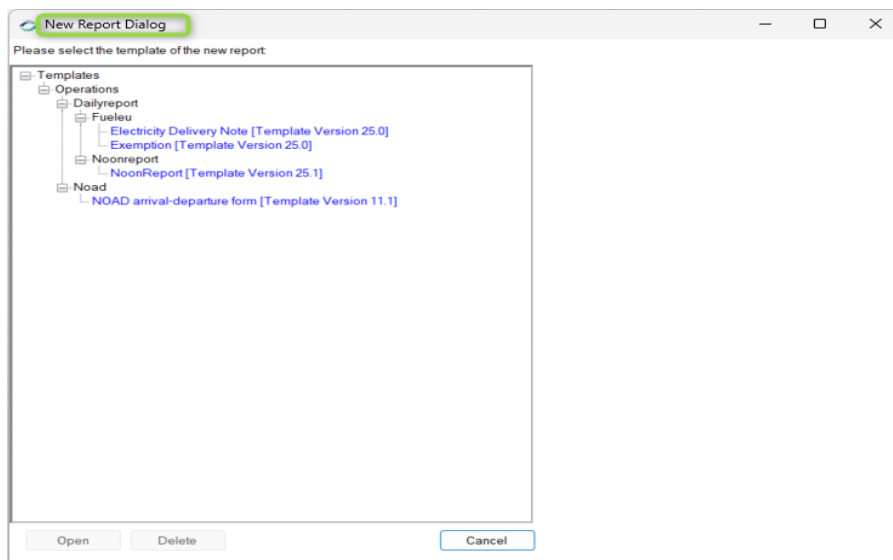 New Report Dialog
Please select the template of the new report:
Templates
Operations
Dailyreport
Fueleu
Electricity Delivery Note [Template Version 25.0]
Exemption [Template Version 25.0]
Noonreport
NoonReport [Template Version 25.1]
Noad
NOAD arrival-departure form [Template Version 11.1]
Open Delete Cancel